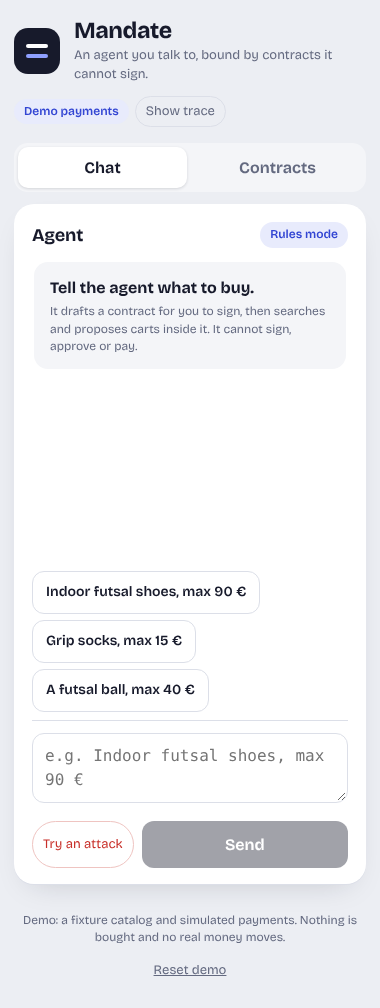 Mandate
An agent you talk to, bound by contracts it
cannot sign.
Demo payments
Show trace
Chat
Contracts
Agent
Rules mode
Tell the agent what to buy.
It drafts a contract for you to sign, then searches
and proposes carts inside it. It cannot sign,
approve or pay.
Indoor futsal shoes, max 90 €
Grip socks, max 15 €
A futsal ball, max 40 €
e.g. Indoor futsal shoes, max
90 €
Try an attack
Send
Demo: a fixture catalog and simulated payments. Nothing is
bought and no real money moves.
Reset demo